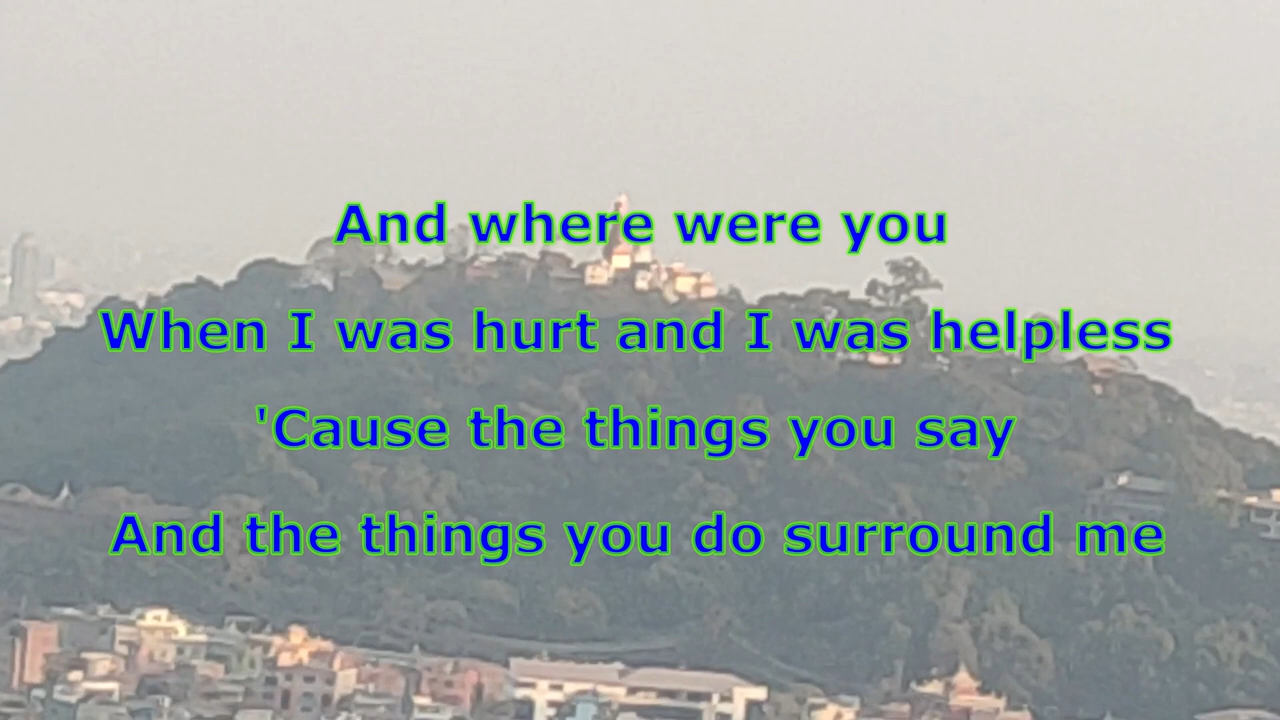 And where were you
When I was hurt and I was helpless
'Cause the things you say
And the things you do surround me